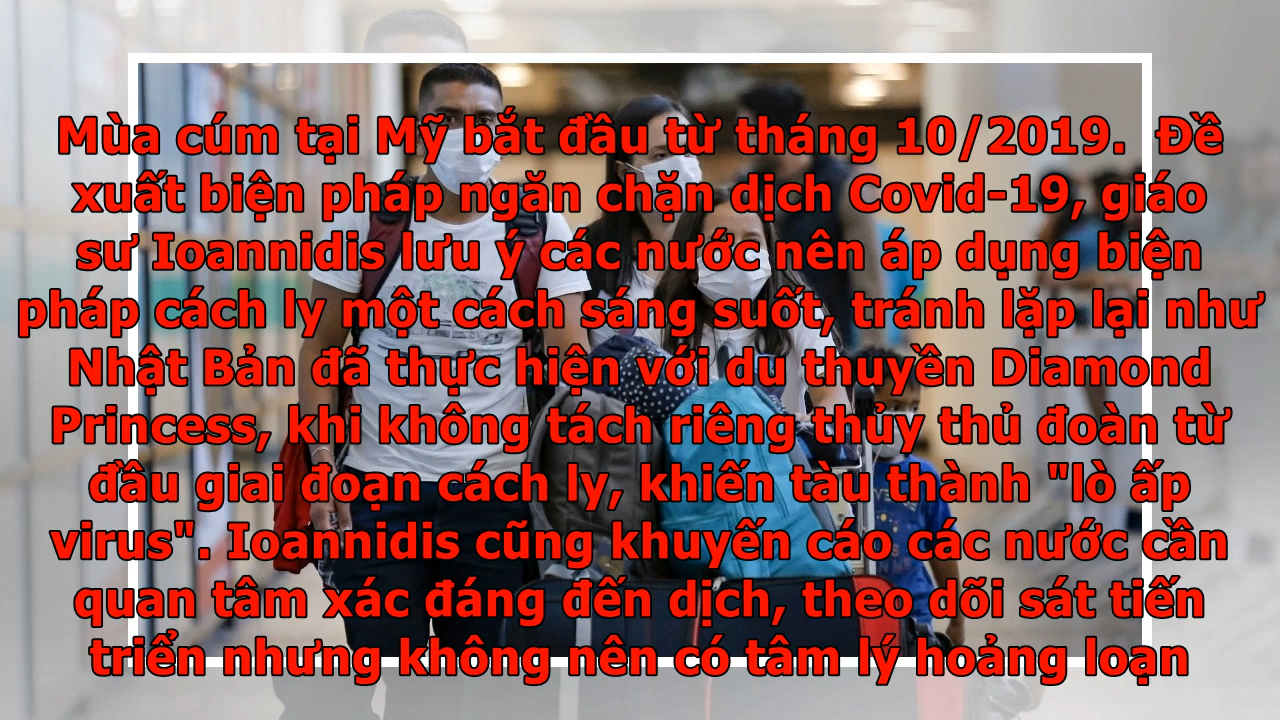 Mùa cúm tại Mỹ bắt đầu từ tháng 10/2019. Đề
xuất biện pháp ngăn chặn dịch Covid-19, giáo
sư Ioannidis lưu ý các nước nên áp dụng biện
pháp cách ly một cách sáng suốt, tránh lặp lại như
Nhật Bản đã thực hiện với du thuyền Diamond
Princess, khi không tách riêng thủy thủ đoàn từ
đầu giai đoạn cách ly, khiến tàu thành "lò ấp
virus". Ioannidis cũng khuyến cáo các nước cần
quan tâm xác đáng đến dịch, theo dõi sát tiến
triển nhưng không nên có tâm lý hoảng loạn